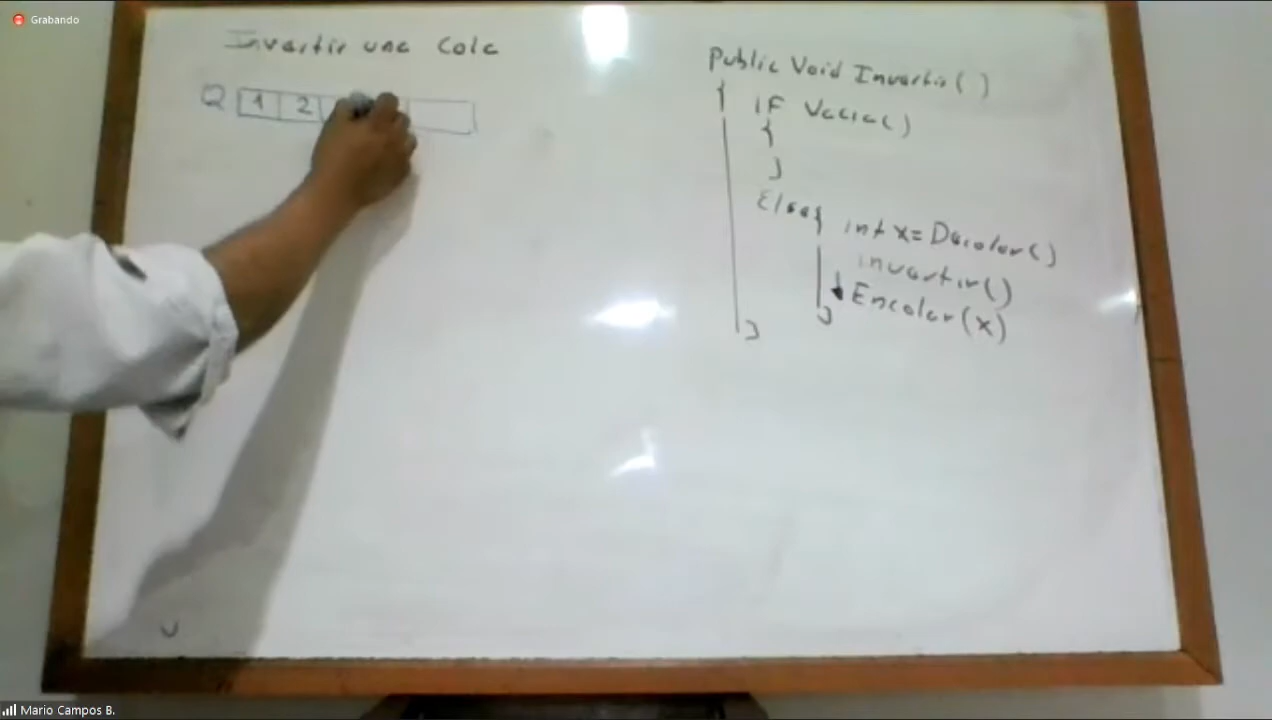 Grabando
Invertir una Cola
Q 1 2
Public Void Invertir()
{ if Vacia()
{
}
Else{ int x=Decolar()
invertir()
Encolar(x)
}
}
Mario Campos B.